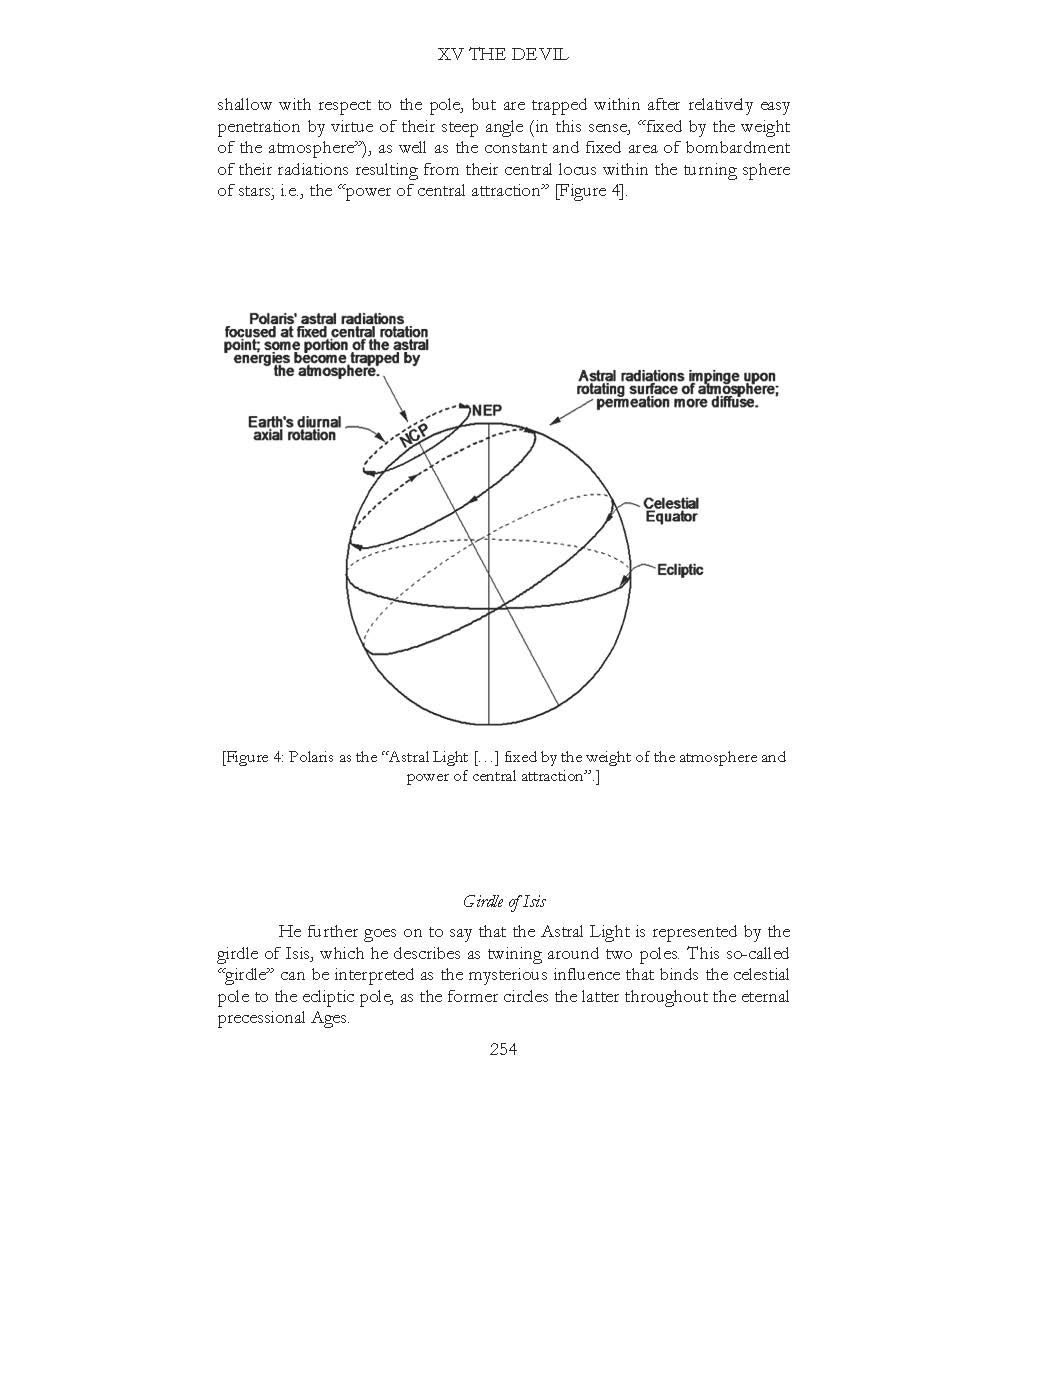 XV THE DEVIL
shallow with respect to the pole, but are trapped within after relatively easy
penetration by virtue of their steep angle (in this sense, “fixed by the weight
of the atmosphere”), as well as the constant and fixed area of bombardment
of their radiations resulting from their central locus within the turning sphere
of stars; i.e., the “power of central attraction” [Figure 4].
Polaris' astral radiations
focused at fixed central rotation
point; some portion of the astral
energies become trapped by
the atmosphere.
Astral radiations impinge upon
rotating surface of atmosphere;
permeation more diffuse.
NEP
Earth's diurnal
axial rotation
NCP
Celestial
Equator
Ecliptic
[Figure 4: Polaris as the “Astral Light […] fixed by the weight of the atmosphere and
power of central attraction”.]
Girdle of Isis
He further goes on to say that the Astral Light is represented by the
girdle of Isis, which he describes as twining around two poles. This so-called
“girdle” can be interpreted as the mysterious influence that binds the celestial
pole to the ecliptic pole, as the former circles the latter throughout the eternal
precessional Ages.
254